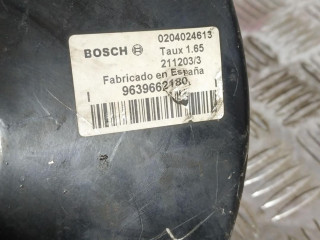 0204024613
BOSCH Taux 1.65
211203/3
Fabricado en España
9639662180